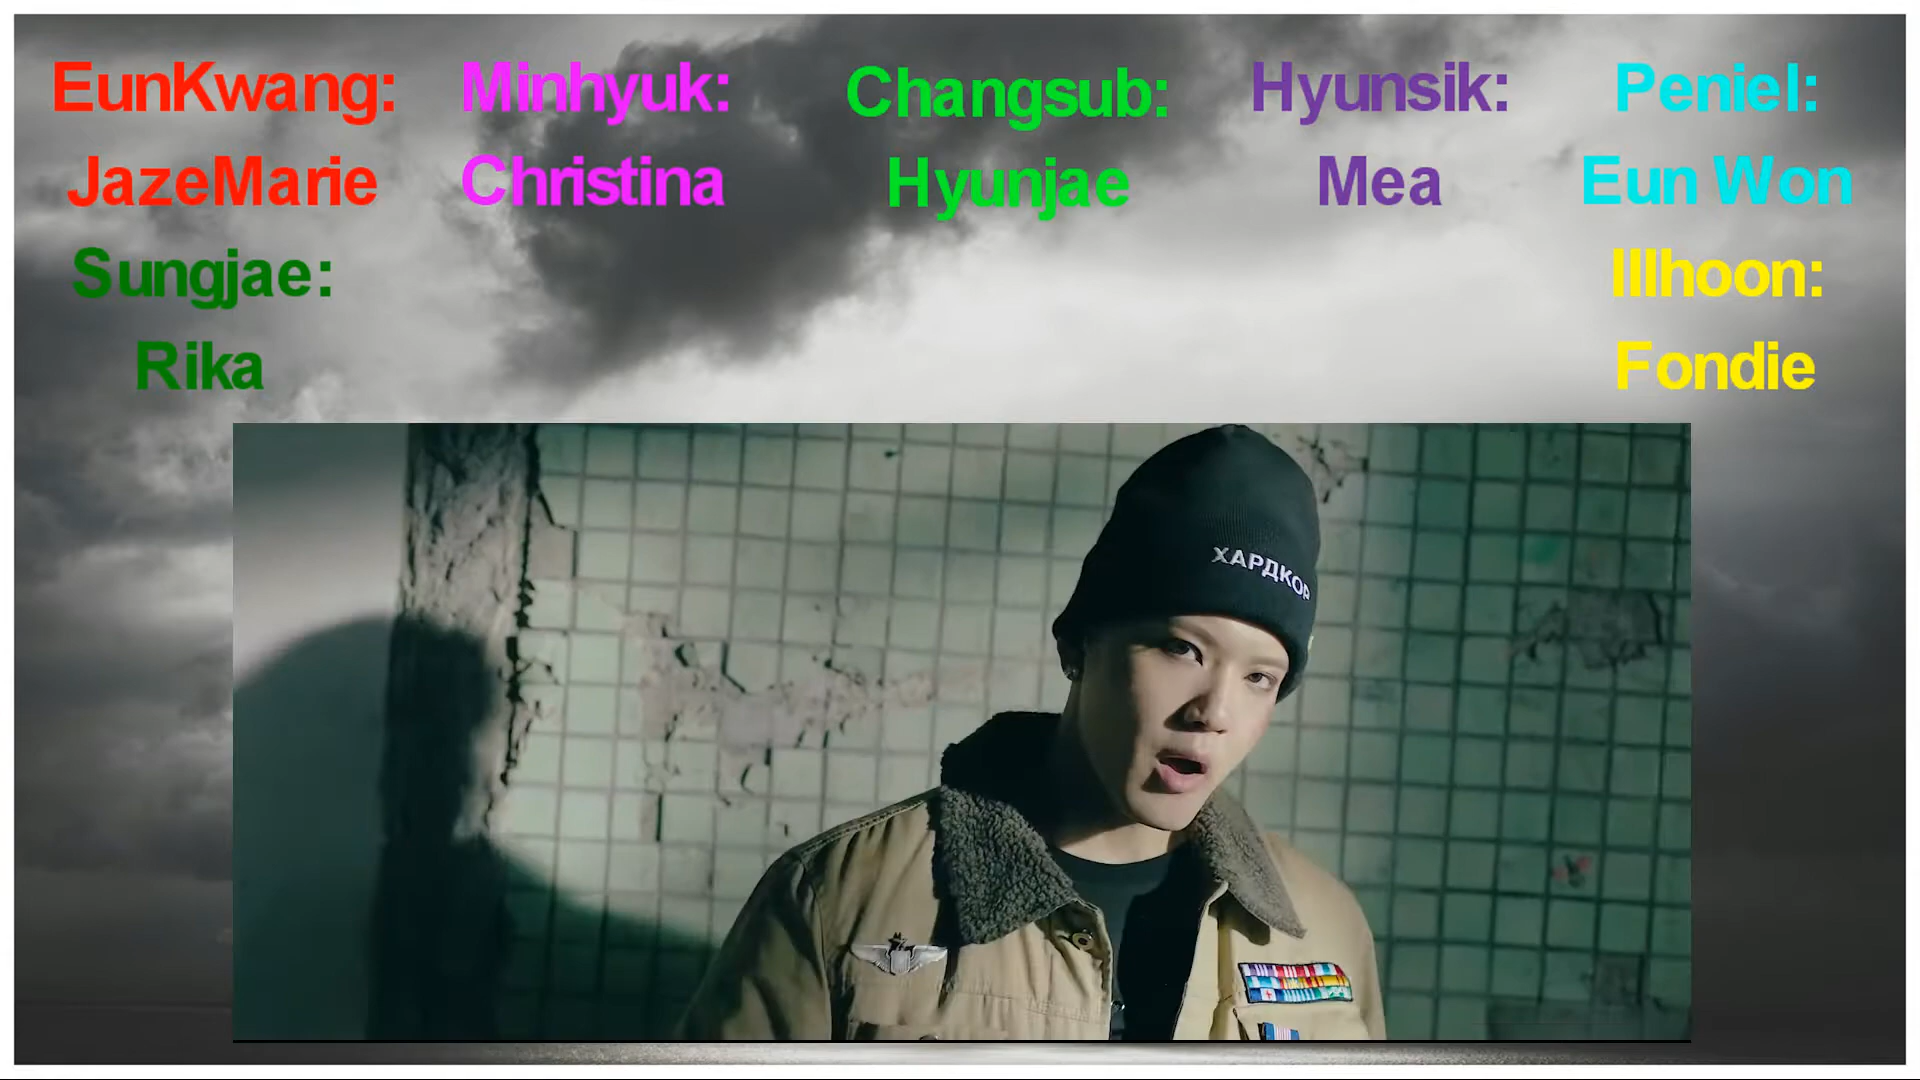 EunKwang:
JazeMarie
Minhyuk:
Christina
Changsub:
Hyunjae
Hyunsik:
Mea
Peniel:
Eun Won
Sungjae:
Rika
Illhoon:
Fondie
ХАРДКОР